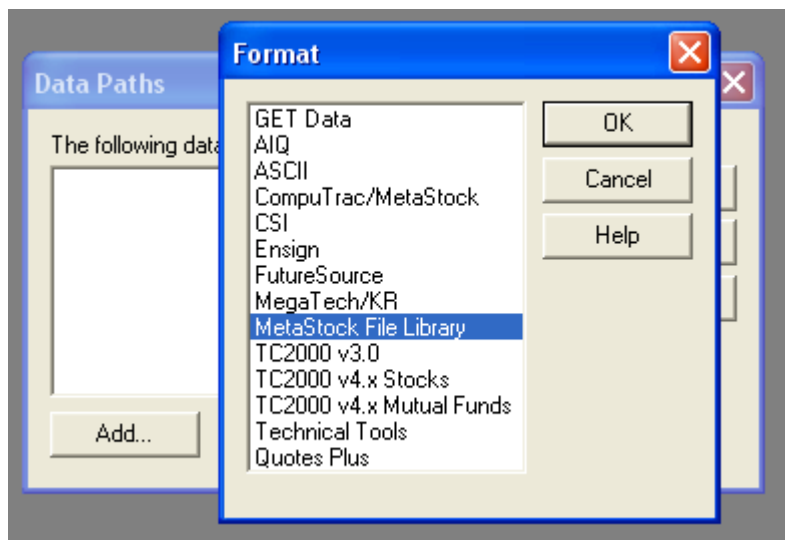 Format
Data Paths
The following data
GET Data
AIQ
ASCII
CompuTrac/MetaStock
CSI
Ensign
FutureSource
MegaTech/KR
MetaStock File Library
TC2000 v3.0
TC2000 v4.x Stocks
TC2000 v4.x Mutual Funds
Technical Tools
Quotes Plus
OK
Cancel
Help
Add...